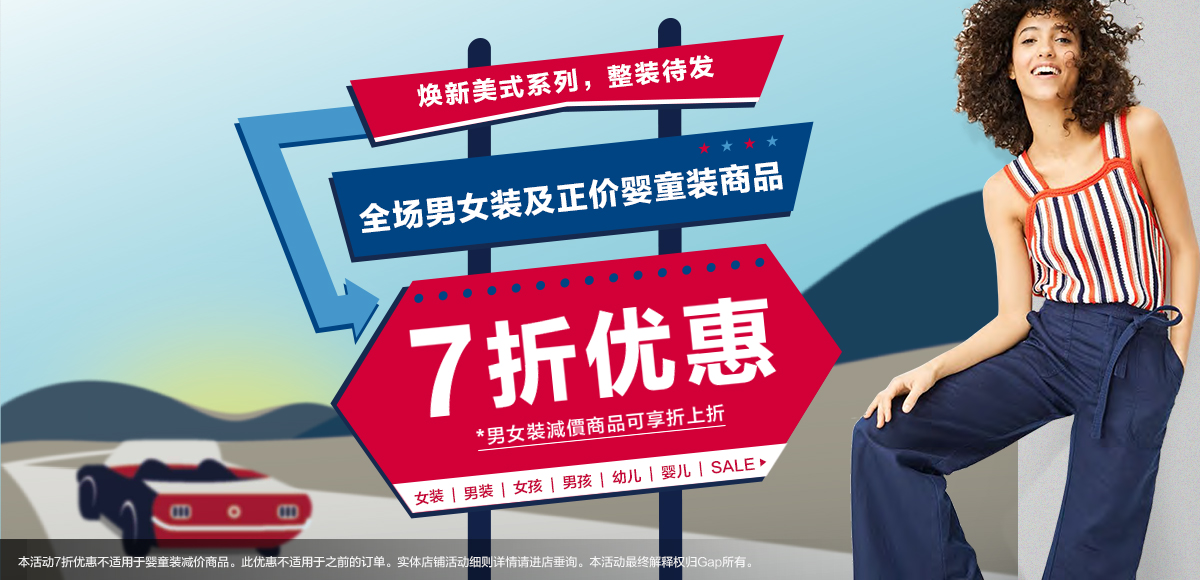 焕新美式系列，整装待发
全场男女装及正价婴童装商品
7折优惠
*男女裝減價商品可享折上折
女装 | 男装 | 女孩 | 男孩 | 幼儿 | 婴儿 | SALE
本活动7折优惠不适用于婴童装减价商品。此优惠不适用于之前的订单。实体店铺活动细则详情请进店垂询。本活动最终解释权归Gap所有。